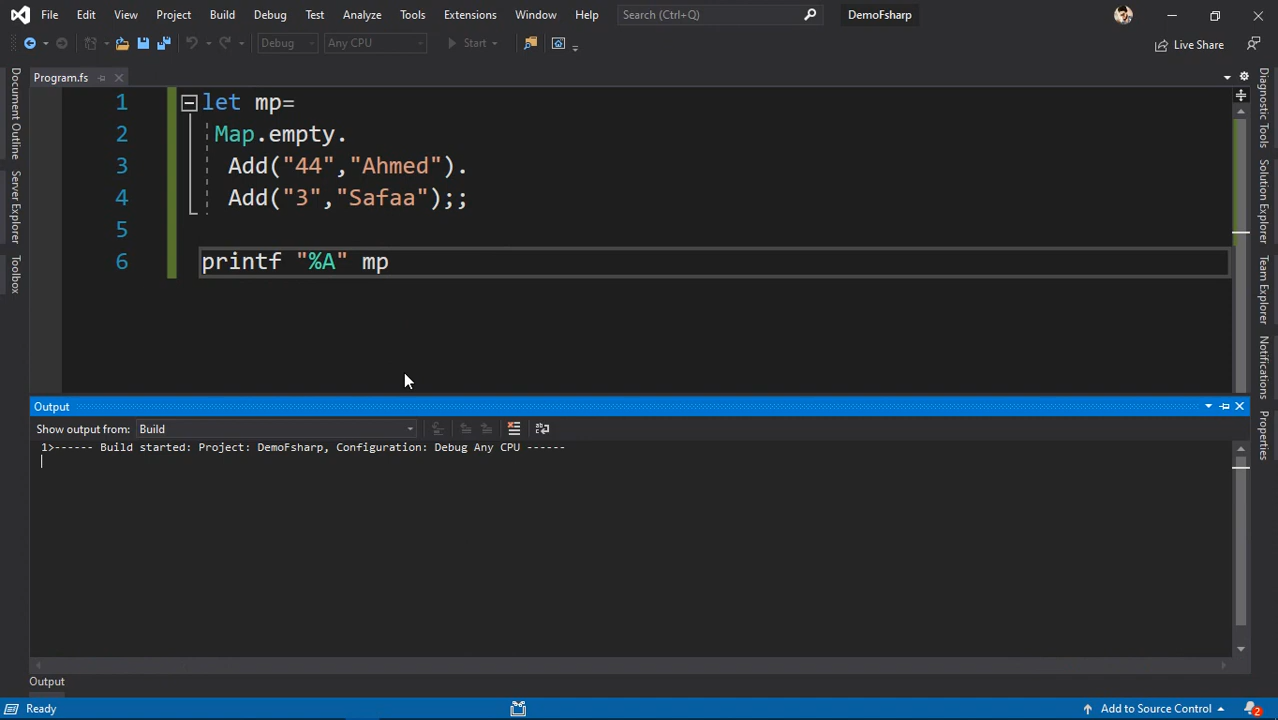 File Edit View Project Build Debug Test Analyze Tools Extensions Window Help Search (Ctrl+Q) DemoFsharp
Debug Any CPU Start Live Share
Program.fs
1 let mp=
2 Map.empty.
3 Add("44","Ahmed").
4 Add("3","Safaa");;
5
6 printf "%A" mp
Document Outline
Server Explorer
Toolbox
Diagnostic Tools
Solution Explorer
Team Explorer
Notifications
Properties
Output
Show output from: Build
1>------ Build started: Project: DemoFsharp, Configuration: Debug Any CPU ------
Output
Ready Add to Source Control 2